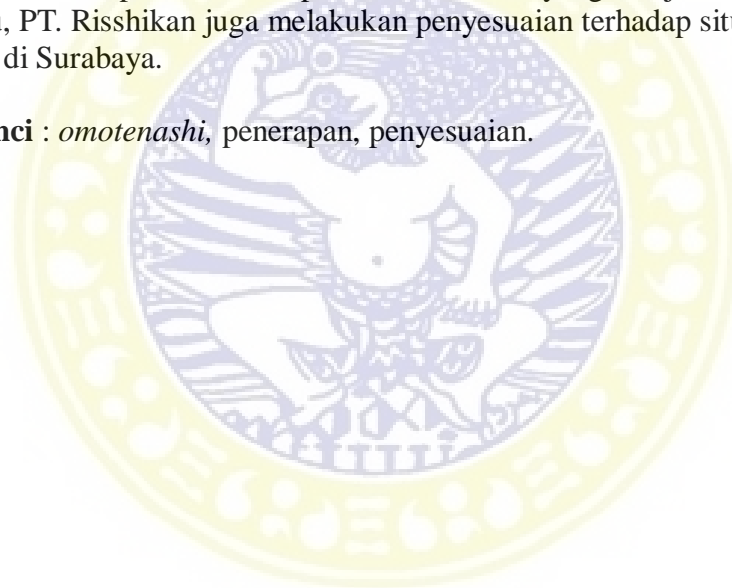 , PT. Risshikan juga melakukan penyesuaian terhadap situ
di Surabaya.
nci : omotenashi, penerapan, penyesuaian.